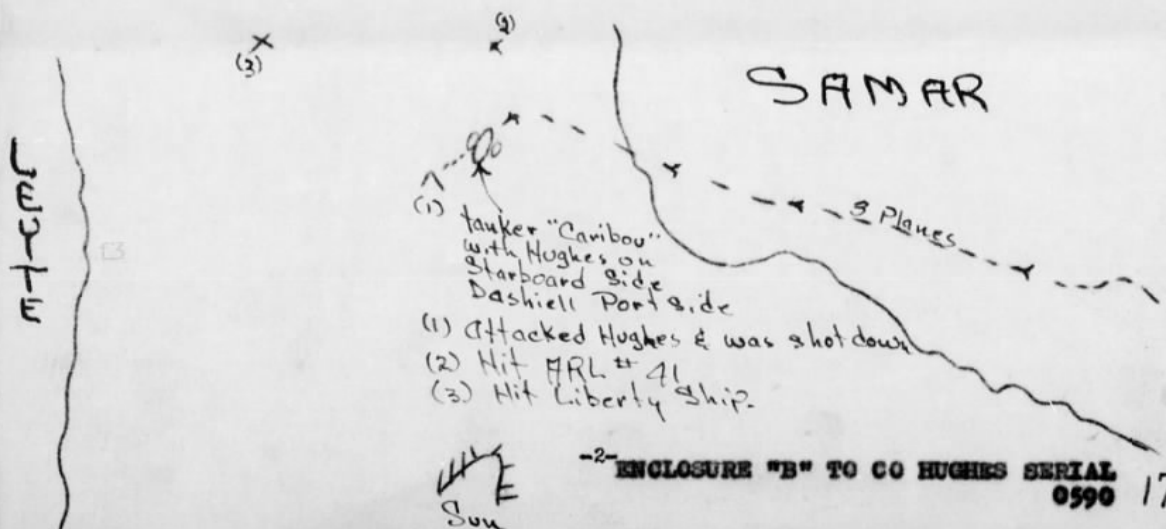 (3)
SAMAR
LEYTE
3 Planes
(1) tanker "Caribou"
with Hughes on
Starboard Side
Dashiell Port side
(1) Attacked Hughes & was shot down
(2) Hit ARL # 41
(3) Hit Liberty Ship.
-2-
ENCLOSURE "B" TO CO HUGHES SERIAL
0590
17
Sun